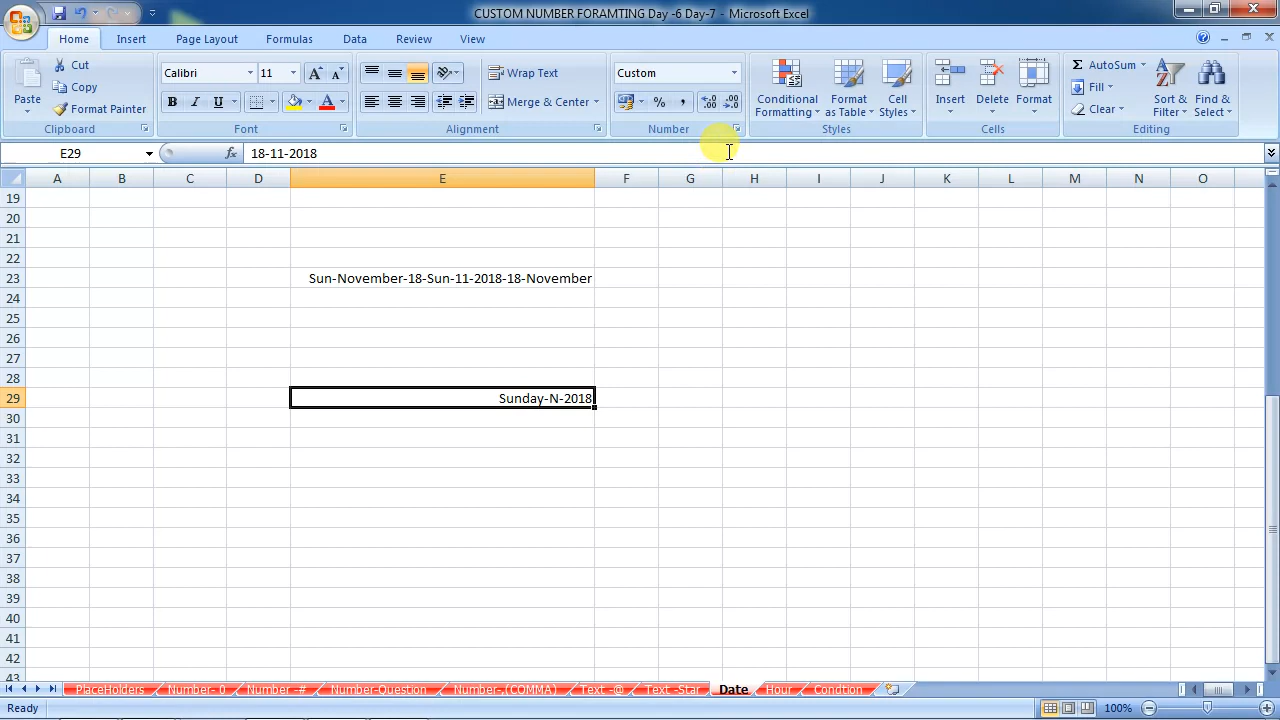 CUSTOM NUMBER FORAMTING Day -6 Day-7 - Microsoft Excel
Home Insert Page Layout Formulas Data Review View
Paste
Cut
Copy
Format Painter
Clipboard
Calibri 11
B I U
Font
Wrap Text
Merge & Center
Alignment
Custom
%
Number
Conditional Formatting
Format as Table
Cell Styles
Styles
Insert Delete Format
Cells
AutoSum
Fill
Clear
Sort & Filter
Find & Select
Editing
E29 fx 18-11-2018
A B C D E F G H I J K L M N O
19
20
21
22
23 Sun-November-18-Sun-11-2018-18-November
24
25
26
27
28
29 Sunday-N-2018
30
31
32
33
34
35
36
37
38
39
40
41
42
43
PlaceHolders Number- 0 Number -# Number-Question Number-,(COMMA) Text -@ Text -Star Date Hour Condtion
Ready 100%